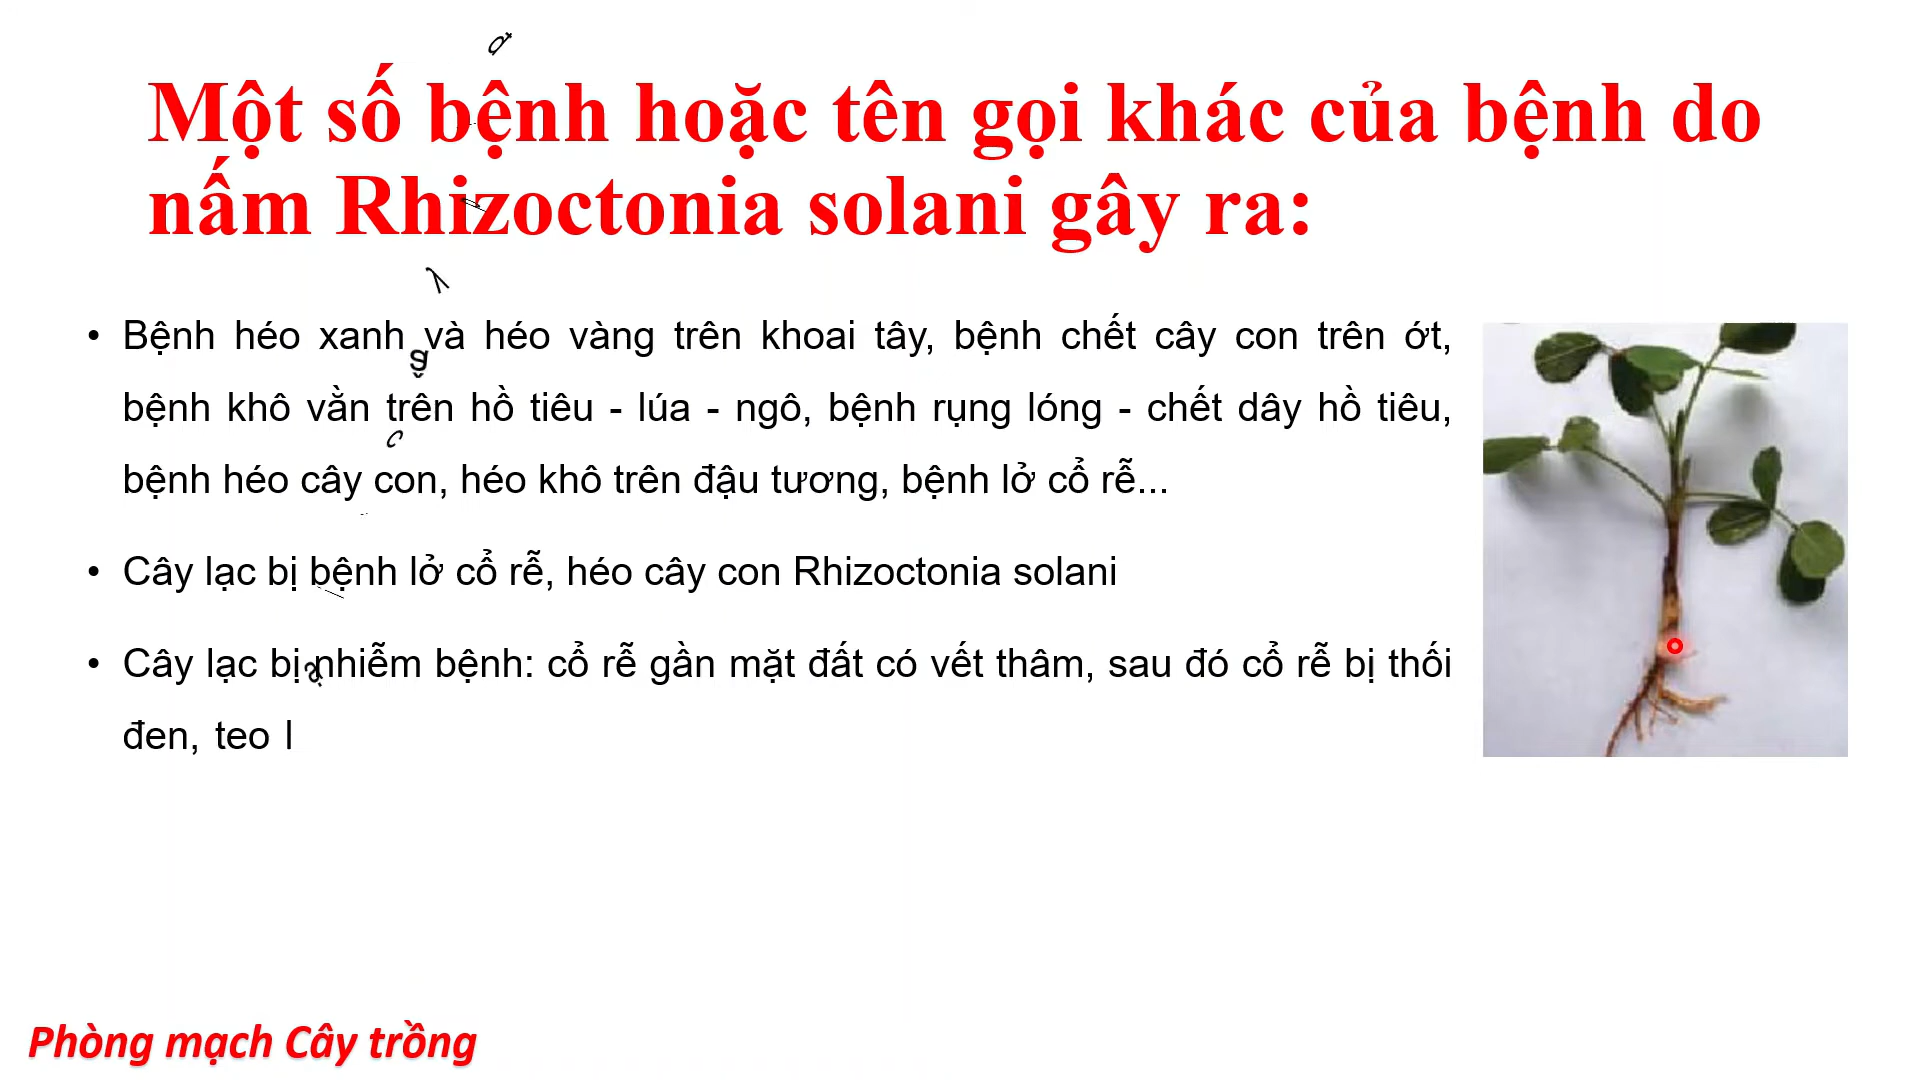 Một số bệnh hoặc tên gọi khác của bệnh do
nấm Rhizoctonia solani gây ra:
• Bệnh héo xanh và héo vàng trên khoai tây, bệnh chết cây con trên ớt,
bệnh khô vằn trên hồ tiêu - lúa - ngô, bệnh rụng lóng - chết dây hồ tiêu,
bệnh héo cây con, héo khô trên đậu tương, bệnh lở cổ rễ...
• Cây lạc bị bệnh lở cổ rễ, héo cây con Rhizoctonia solani
• Cây lạc bị nhiễm bệnh: cổ rễ gần mặt đất có vết thâm, sau đó cổ rễ bị thối
đen, teo l
Phòng mạch Cây trồng